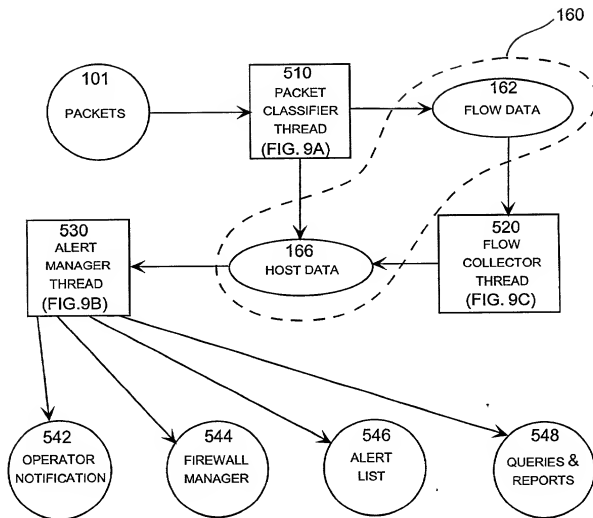 160
101
PACKETS
510
PACKET
CLASSIFIER
THREAD
(FIG. 9A)
162
FLOW DATA
530
ALERT
MANAGER
THREAD
(FIG.9B)
166
HOST DATA
520
FLOW
COLLECTOR
THREAD
(FIG. 9C)
542
OPERATOR
NOTIFICATION
544
FIREWALL
MANAGER
546
ALERT
LIST
548
QUERIES &
REPORTS